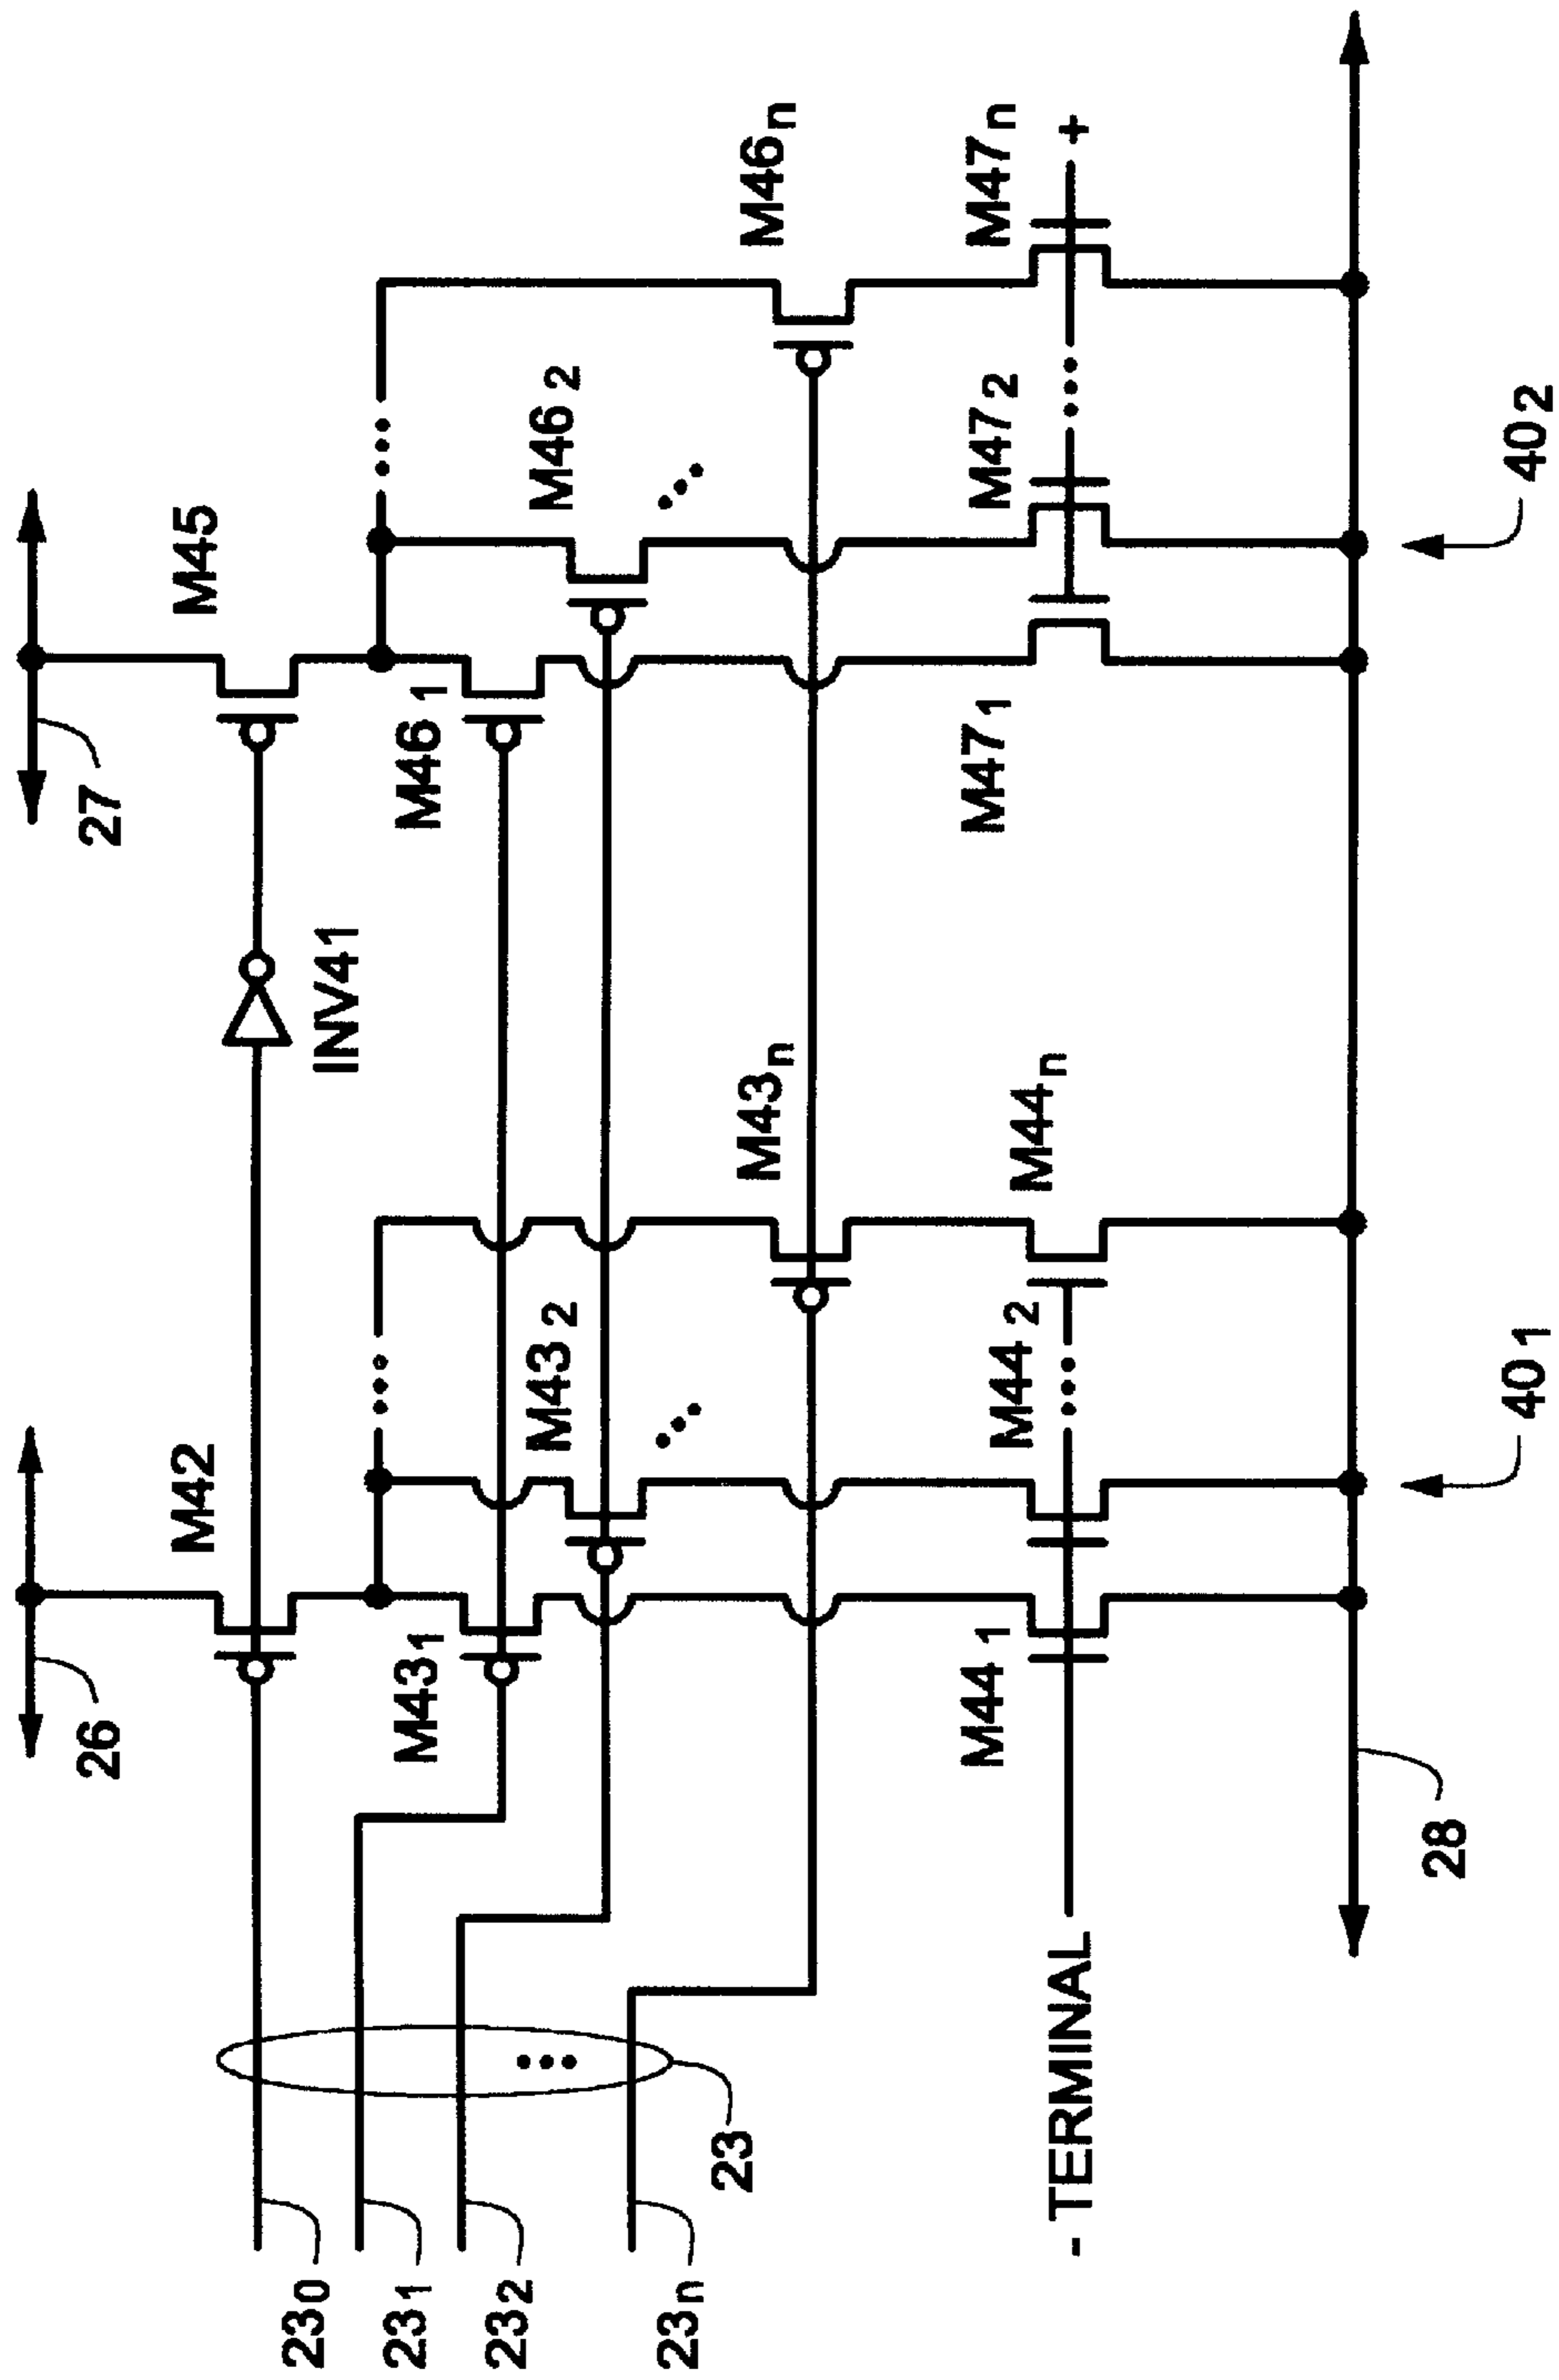 26
27
M42
M45
INV41
M43₁
M46₁
M43₂
M46₂
M43ₙ
M46ₙ
23₀
23₁
23₂
23ₙ
23
M44₁
M44₂
M44ₙ
M47₁
M47₂
M47ₙ
- TERMINAL
+
28
40₁
40₂